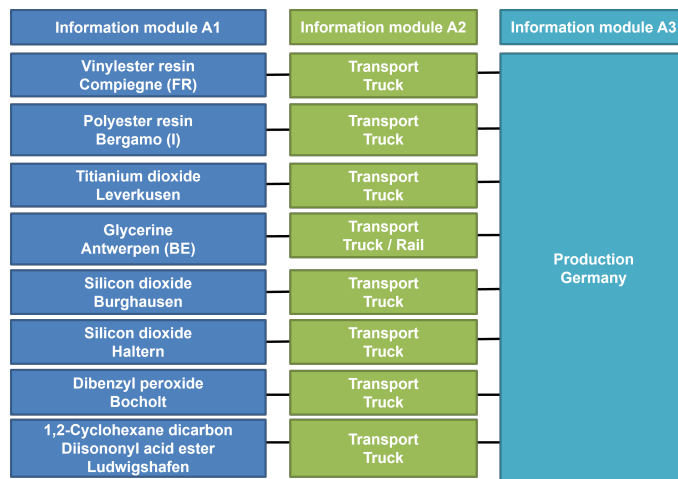 Information module A1
Information module A2
Information module A3
Vinylester resin
Compiegne (FR)
Transport
Truck
Polyester resin
Bergamo (I)
Transport
Truck
Titianium dioxide
Leverkusen
Transport
Truck
Glycerine
Antwerpen (BE)
Transport
Truck / Rail
Silicon dioxide
Burghausen
Transport
Truck
Silicon dioxide
Haltern
Transport
Truck
Dibenzyl peroxide
Bocholt
Transport
Truck
1,2-Cyclohexane dicarbon
Diisononyl acid ester
Ludwigshafen
Transport
Truck
Production
Germany